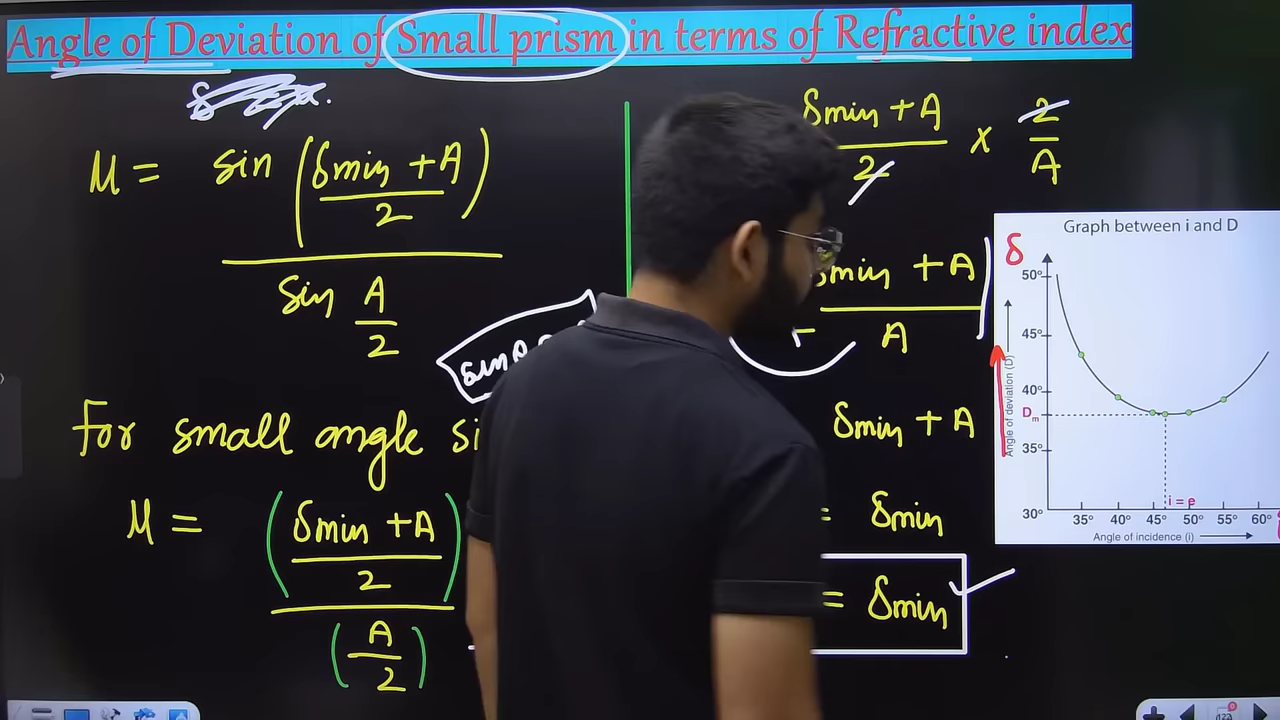 Angle of Deviation of Small prism in terms of Refractive index
μ = sin (δmin + A / 2)
sin A/2
For small angle
μ = (δmin + A / 2)
(A/2)
δmin + A / 2 x 2/A
δmin + A
A
δmin + A
= δmin
= δmin
Graph between i and D
δ
50°
45°
40°
Dm
35°
30°
Angle of deviation (D)
i = e
35° 40° 45° 50° 55° 60°
Angle of incidence (i)